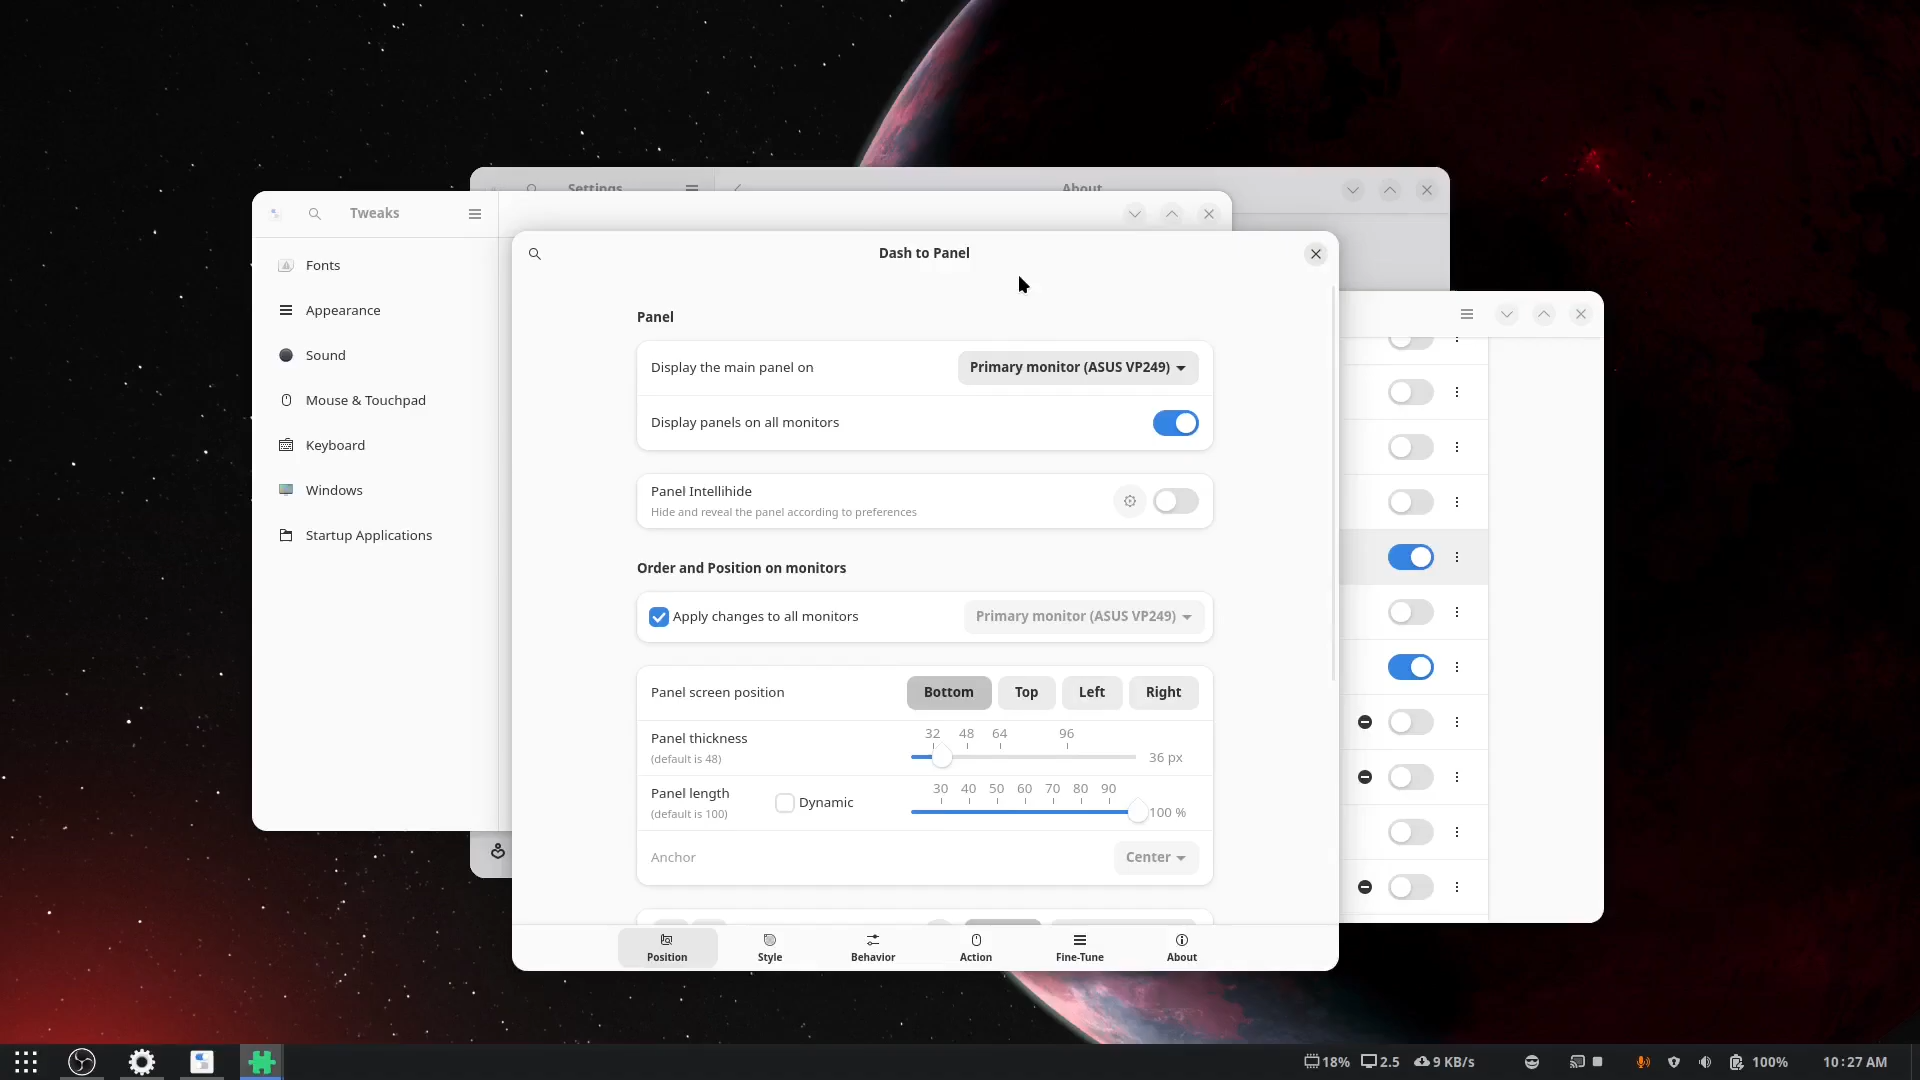 Settings
About
Tweaks
Fonts
Appearance
Sound
Mouse & Touchpad
Keyboard
Windows
Startup Applications
Dash to Panel
Panel
Display the main panel on
Primary monitor (ASUS VP249)
Display panels on all monitors
Panel Intellihide
Hide and reveal the panel according to preferences
Order and Position on monitors
Apply changes to all monitors
Primary monitor (ASUS VP249)
Panel screen position
Bottom
Top
Left
Right
Panel thickness
(default is 48)
32 48 64 96
36 px
Panel length
(default is 100)
Dynamic
30 40 50 60 70 80 90
100 %
Anchor
Center
Position
Style
Behavior
Action
Fine-Tune
About
18%
2.5
9 KB/s
100%
10:27 AM